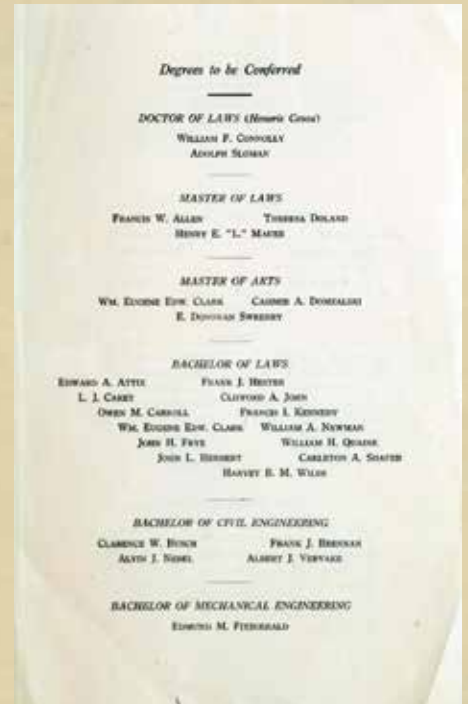 Degrees to be Conferred
DOCTOR OF LAWS (Honoris Causa)
WILLIAM P. CONNOLLY
ADOLPH SLOMAN
MASTER OF LAWS
FRANCIS W. ALLEN THERESA DOLAND
HENRY E. "L." MAUER
MASTER OF ARTS
WM. EUGENE EDW. CLARK CASIMIR A. DOMZALSKI
E. DONOVAN SWEENEY
BACHELOR OF LAWS
EDWARD A. ATTIX FRANK J. HESTER
L. J. CAREY CLIFFORD A. JOHN
OWEN M. CARROLL FRANCIS I. KENNEDY
WM. EUGENE EDW. CLARK WILLIAM A. NEWMAN
JOHN H. FRYE WILLIAM H. QUAINE
JOHN L. CARLETON A. SHAFER
HARVEY B. M. WILDS
BACHELOR OF CIVIL ENGINEERING
CLARENCE W. BUSCH FRANK J. BRENNAN
ALVIN J. NEBEL ALBERT J. VERVAKE
BACHELOR OF MECHANICAL ENGINEERING
EDMUND M. FITZGERALD